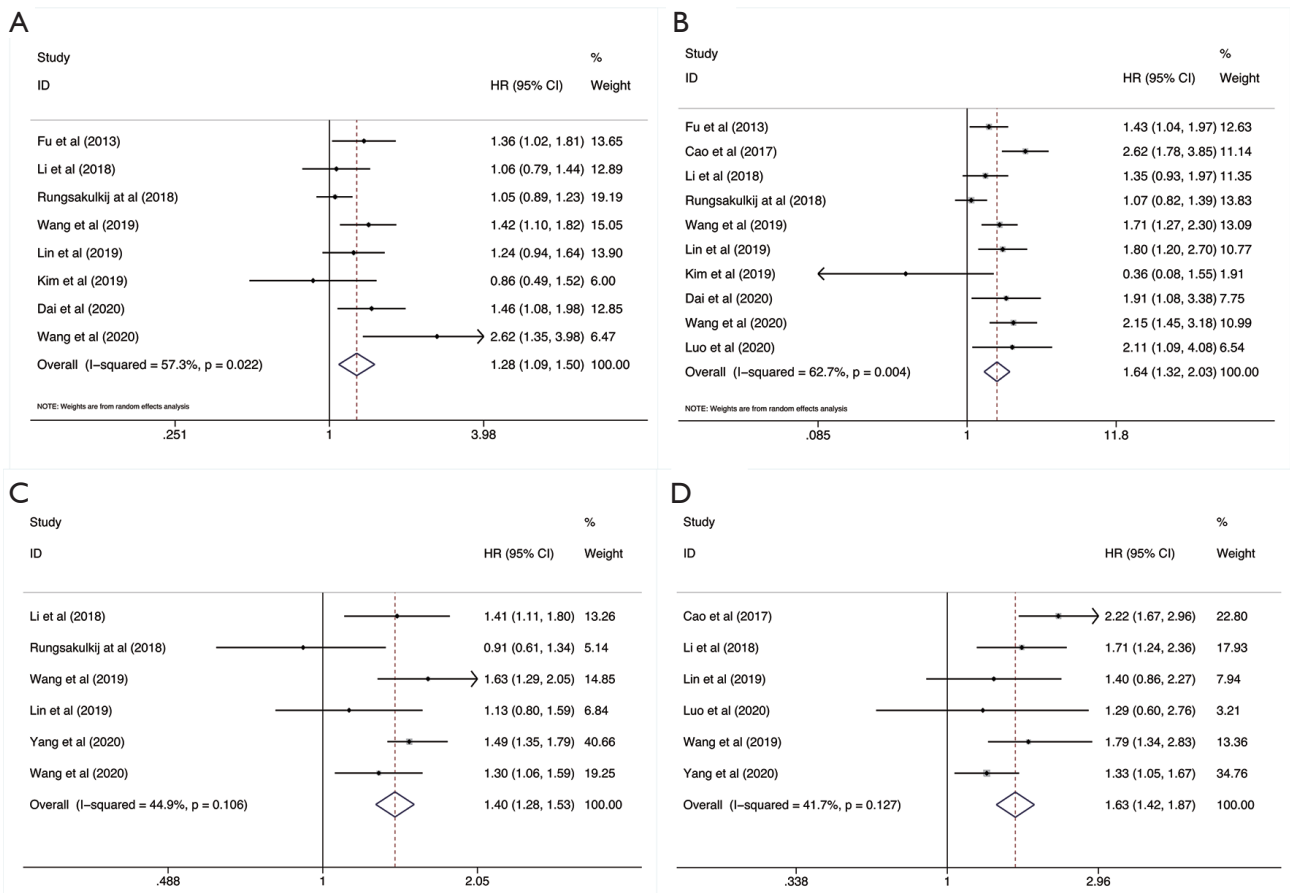 A
Study %
ID HR (95% CI) Weight
Fu et al (2013) 1.36 (1.02, 1.81) 13.65
Li et al (2018) 1.06 (0.79, 1.44) 12.89
Rungsakulkij at al (2018) 1.05 (0.89, 1.23) 19.19
Wang et al (2019) 1.42 (1.10, 1.82) 15.05
Lin et al (2019) 1.24 (0.94, 1.64) 13.90
Kim et al (2019) 0.86 (0.49, 1.52) 6.00
Dai et al (2020) 1.46 (1.08, 1.98) 12.85
Wang et al (2020) 2.62 (1.35, 3.98) 6.47
Overall (I-squared = 57.3%, p = 0.022) 1.28 (1.09, 1.50) 100.00
NOTE: Weights are from random effects analysis
.251 1 3.98
B
Study %
ID HR (95% CI) Weight
Fu et al (2013) 1.43 (1.04, 1.97) 12.63
Cao et al (2017) 2.62 (1.78, 3.85) 11.14
Li et al (2018) 1.35 (0.93, 1.97) 11.35
Rungsakulkij at al (2018) 1.07 (0.82, 1.39) 13.83
Wang et al (2019) 1.71 (1.27, 2.30) 13.09
Lin et al (2019) 1.80 (1.20, 2.70) 10.77
Kim et al (2019) 0.36 (0.08, 1.55) 1.91
Dai et al (2020) 1.91 (1.08, 3.38) 7.75
Wang et al (2020) 2.15 (1.45, 3.18) 10.99
Luo et al (2020) 2.11 (1.09, 4.08) 6.54
Overall (I-squared = 62.7%, p = 0.004) 1.64 (1.32, 2.03) 100.00
NOTE: Weights are from random effects analysis
.085 1 11.8
C
Study %
ID HR (95% CI) Weight
Li et al (2018) 1.41 (1.11, 1.80) 13.26
Rungsakulkij at al (2018) 0.91 (0.61, 1.34) 5.14
Wang et al (2019) 1.63 (1.29, 2.05) 14.85
Lin et al (2019) 1.13 (0.80, 1.59) 6.84
Yang et al (2020) 1.49 (1.35, 1.79) 40.66
Wang et al (2020) 1.30 (1.06, 1.59) 19.25
Overall (I-squared = 44.9%, p = 0.106) 1.40 (1.28, 1.53) 100.00
.488 1 2.05
D
Study %
ID HR (95% CI) Weight
Cao et al (2017) 2.22 (1.67, 2.96) 22.80
Li et al (2018) 1.71 (1.24, 2.36) 17.93
Lin et al (2019) 1.40 (0.86, 2.27) 7.94
Luo et al (2020) 1.29 (0.60, 2.76) 3.21
Wang et al (2019) 1.79 (1.34, 2.83) 13.36
Yang et al (2020) 1.33 (1.05, 1.67) 34.76
Overall (I-squared = 41.7%, p = 0.127) 1.63 (1.42, 1.87) 100.00
.338 1 2.96